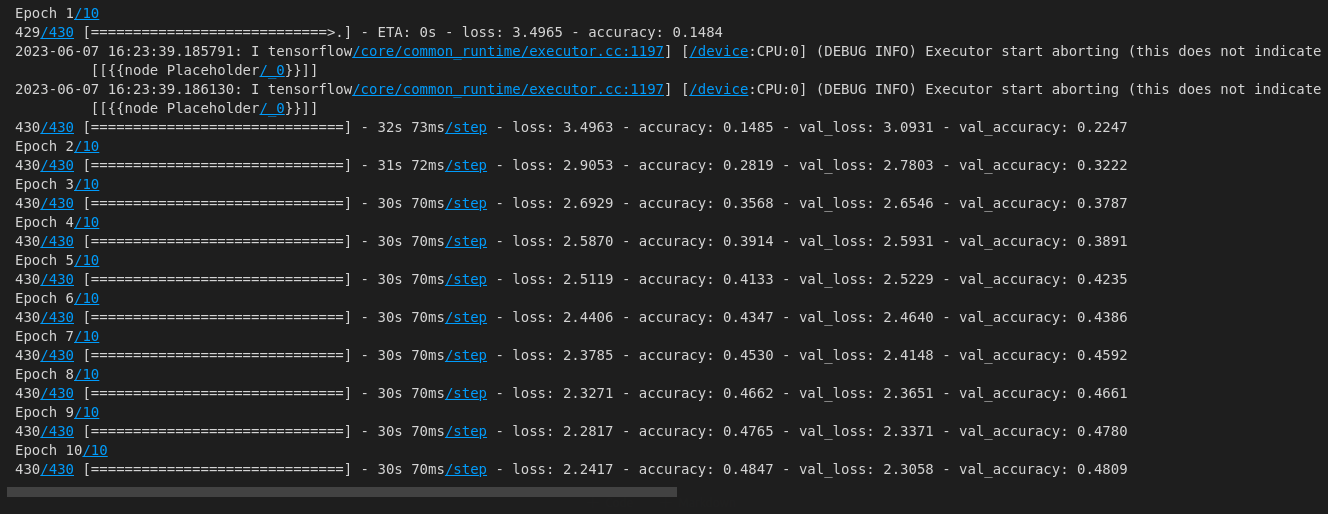 Epoch 1/10
429/430 [============================>.] - ETA: 0s - loss: 3.4965 - accuracy: 0.1484
2023-06-07 16:23:39.185791: I tensorflow/core/common_runtime/executor.cc:1197] [/device:CPU:0] (DEBUG INFO) Executor start aborting (this does not indicate
[[{{node Placeholder/_0}}]]
2023-06-07 16:23:39.186130: I tensorflow/core/common_runtime/executor.cc:1197] [/device:CPU:0] (DEBUG INFO) Executor start aborting (this does not indicate
[[{{node Placeholder/_0}}]]
430/430 [==============================] - 32s 73ms/step - loss: 3.4963 - accuracy: 0.1485 - val_loss: 3.0931 - val_accuracy: 0.2247
Epoch 2/10
430/430 [==============================] - 31s 72ms/step - loss: 2.9053 - accuracy: 0.2819 - val_loss: 2.7803 - val_accuracy: 0.3222
Epoch 3/10
430/430 [==============================] - 30s 70ms/step - loss: 2.6929 - accuracy: 0.3568 - val_loss: 2.6546 - val_accuracy: 0.3787
Epoch 4/10
430/430 [==============================] - 30s 70ms/step - loss: 2.5870 - accuracy: 0.3914 - val_loss: 2.5931 - val_accuracy: 0.3891
Epoch 5/10
430/430 [==============================] - 30s 70ms/step - loss: 2.5119 - accuracy: 0.4133 - val_loss: 2.5229 - val_accuracy: 0.4235
Epoch 6/10
430/430 [==============================] - 30s 70ms/step - loss: 2.4406 - accuracy: 0.4347 - val_loss: 2.4640 - val_accuracy: 0.4386
Epoch 7/10
430/430 [==============================] - 30s 70ms/step - loss: 2.3785 - accuracy: 0.4530 - val_loss: 2.4148 - val_accuracy: 0.4592
Epoch 8/10
430/430 [==============================] - 30s 70ms/step - loss: 2.3271 - accuracy: 0.4662 - val_loss: 2.3651 - val_accuracy: 0.4661
Epoch 9/10
430/430 [==============================] - 30s 70ms/step - loss: 2.2817 - accuracy: 0.4765 - val_loss: 2.3371 - val_accuracy: 0.4780
Epoch 10/10
430/430 [==============================] - 30s 70ms/step - loss: 2.2417 - accuracy: 0.4847 - val_loss: 2.3058 - val_accuracy: 0.4809